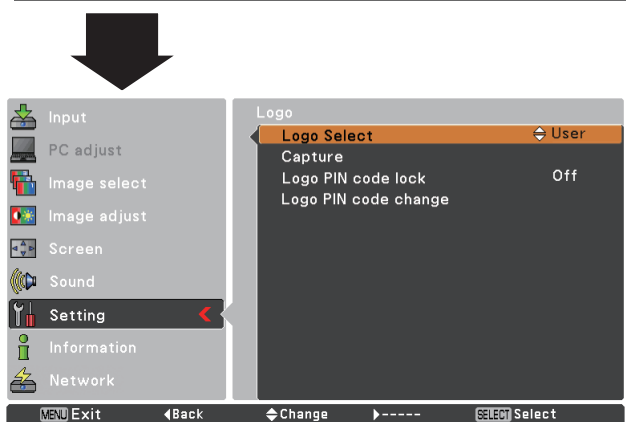 Input
PC adjust
Image select
Image adjust
Screen
Sound
Setting
Information
Network
Logo
Logo Select User
Capture
Logo PIN code lock Off
Logo PIN code change
MENU Exit Back Change ----- SELECT Select